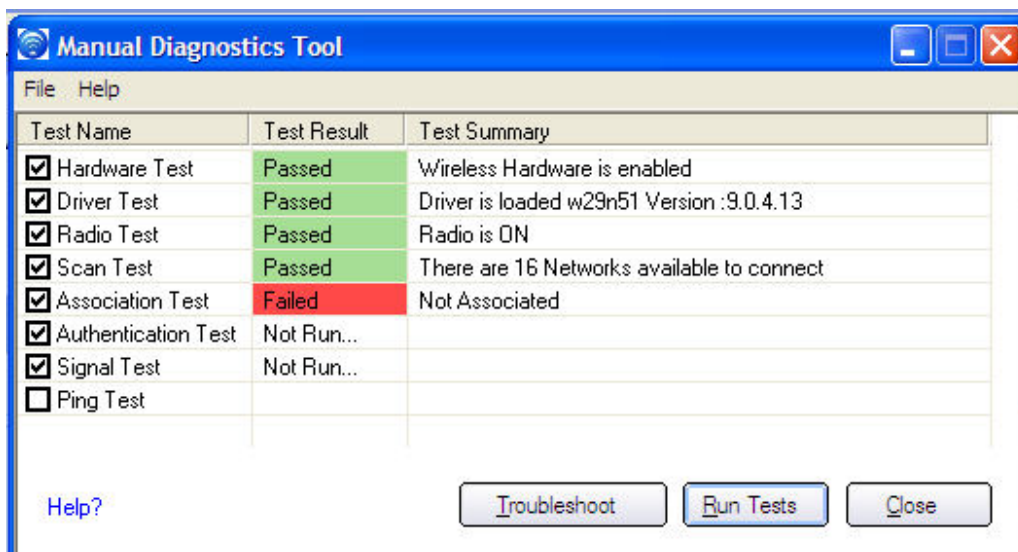 Manual Diagnostics Tool
File Help
Test Name Test Result Test Summary
Hardware Test Passed Wireless Hardware is enabled
Driver Test Passed Driver is loaded w29n51 Version :9.0.4.13
Radio Test Passed Radio is ON
Scan Test Passed There are 16 Networks available to connect
Association Test Failed Not Associated
Authentication Test Not Run...
Signal Test Not Run...
Ping Test
Help? Troubleshoot Run Tests Close